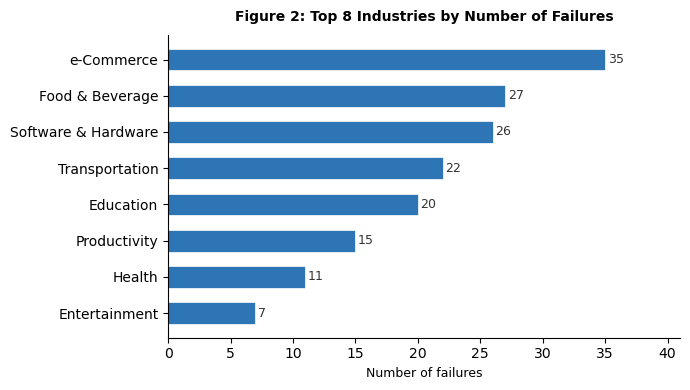 Figure 2: Top 8 Industries by Number of Failures
e-Commerce 35
Food & Beverage 27
Software & Hardware 26
Transportation 22
Education 20
Productivity 15
Health 11
Entertainment 7
0 5 10 15 20 25 30 35 40
Number of failures